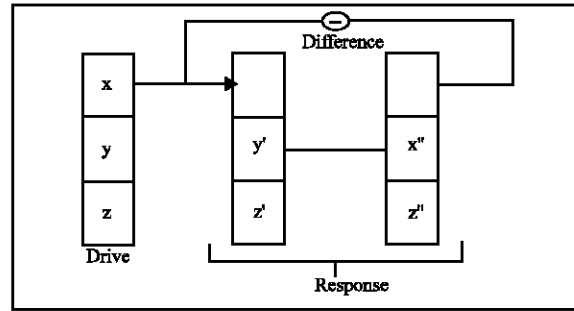 −
Difference
x
y' x"
y
z z' z"
Drive
Response